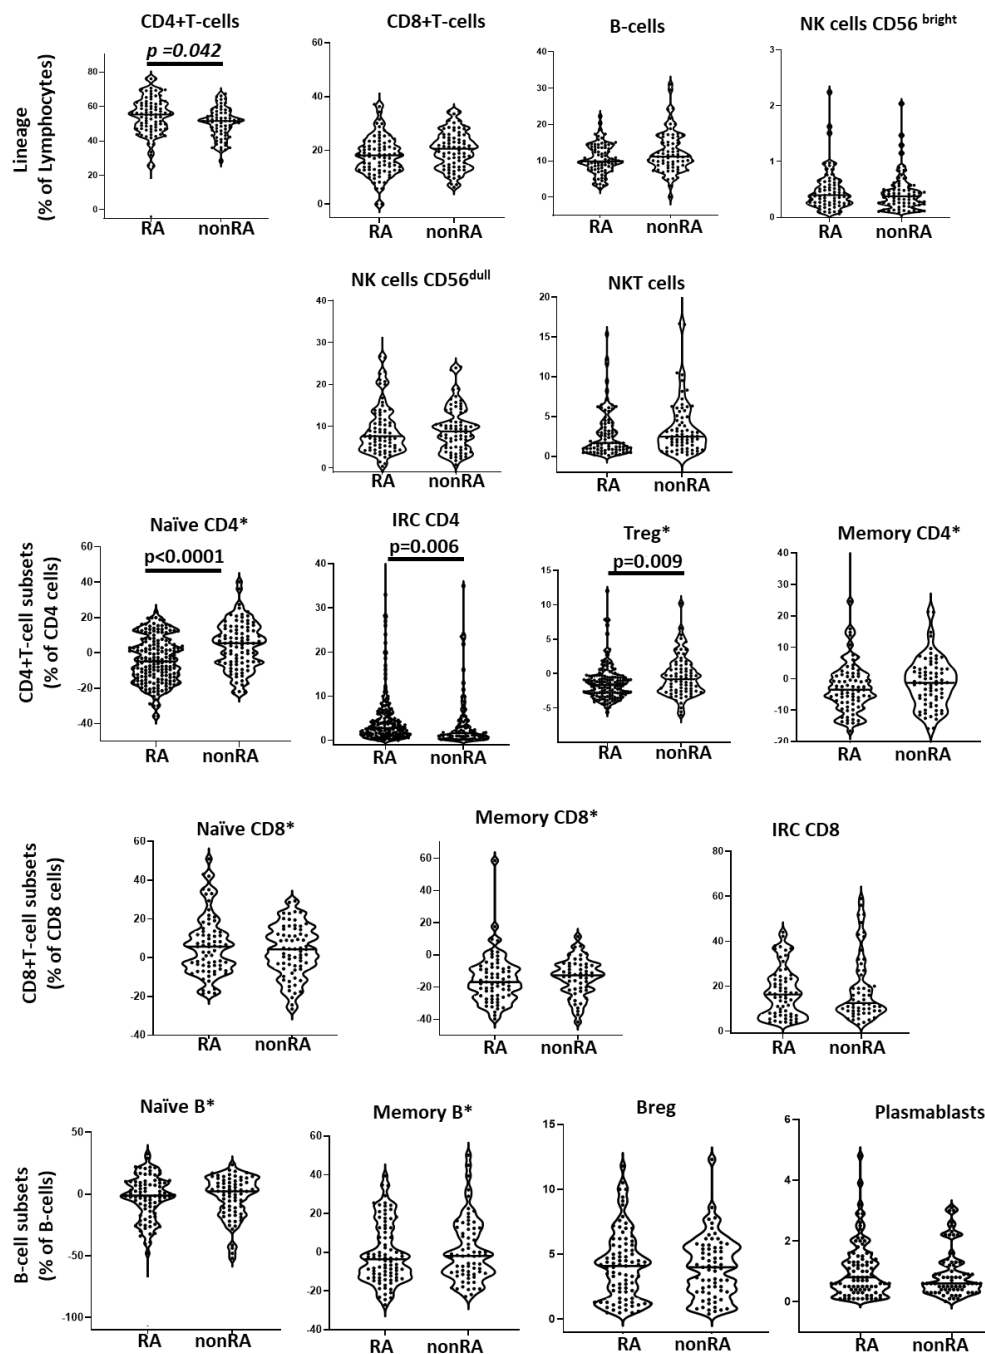 CD4+T-cells
CD8+T-cells
B-cells
NK cells CD56 bright
p =0.042
Lineage
(% of Lymphocytes)
80
60
40
20
0
RA nonRA
60
40
20
0
RA nonRA
40
30
20
10
0
RA nonRA
3
2
1
0
RA nonRA
NK cells CD56dull
NKT cells
40
30
20
10
0
RA nonRA
20
15
10
5
0
RA nonRA
Naïve CD4*
IRC CD4
Treg*
Memory CD4*
p<0.0001
p=0.006
p=0.009
CD4+T-cell subsets
(% of CD4 cells)
60
40
20
0
-20
-40
RA nonRA
40
30
20
10
0
RA nonRA
15
10
5
0
-5
RA nonRA
40
30
20
10
0
-10
-20
RA nonRA
Naïve CD8*
Memory CD8*
IRC CD8
CD8+T-cell subsets
(% of CD8 cells)
60
40
20
0
-20
-40
RA nonRA
60
40
20
0
-20
-40
RA nonRA
80
60
40
20
0
RA nonRA
Naïve B*
Memory B*
Breg
Plasmablasts
B-cell subsets
(% of B-cells)
50
0
-50
-100
RA nonRA
60
40
20
0
-20
-40
RA nonRA
15
10
5
0
RA nonRA
6
4
2
0
RA nonRA